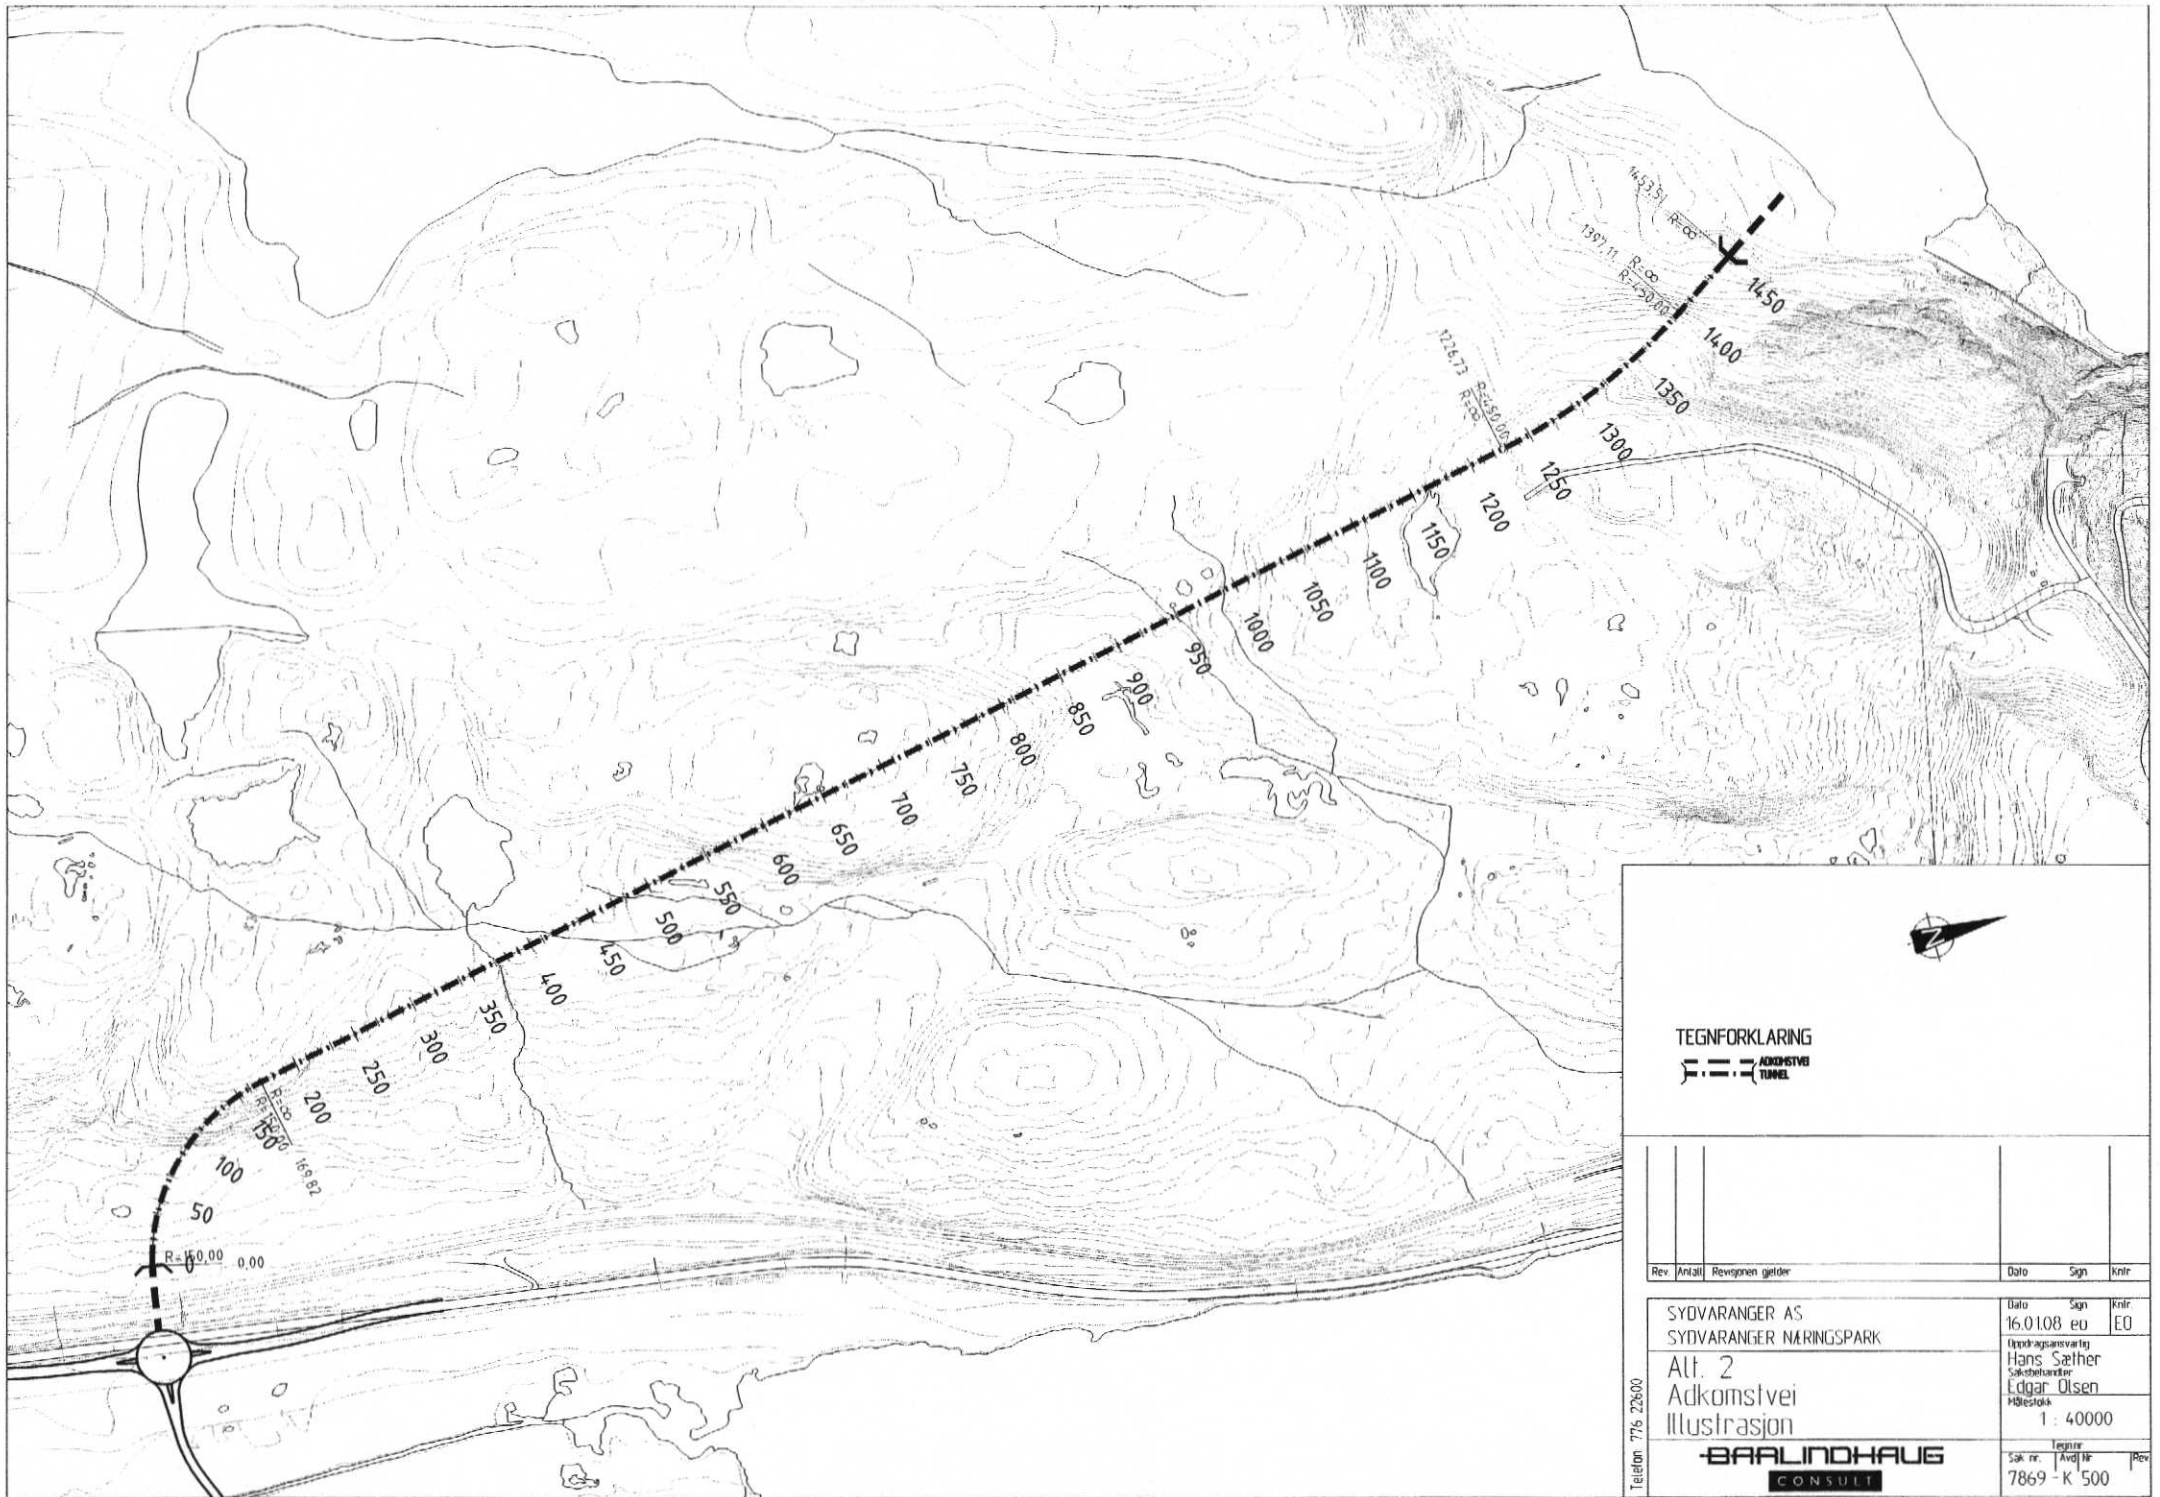 1453.51 R=∞
1397.11 R=∞
R=450.00
1226.73 R=450.00
R=∞
1450
1400
1350
1300
1250
1200
1150
1100
1050
1000
950
900
850
800
750
700
650
600
550
500
450
400
350
300
250
200
150
100
50
0
R=∞
R=150.00 169.82
R=150,00 0,00
N
TEGNFORKLARING
ADKOMSTVEI
TUNNEL
Rev. Antall Revisjonen gjelder Dato Sign Kntr
SYDVARANGER AS
SYDVARANGER NÆRINGSPARK
Alt. 2
Adkomstvei
Illustrasjon
BARLINDHAUG
CONSULT
Telefon 776 22600
Dato Sign Kntr.
16.01.08 eo EO
Oppdragsansvarlig
Hans Sæther
Saksbehandler
Edgar Olsen
Målestokk
1 : 40000
Tegn.nr
Sak nr. Avd Nr Rev
7869 - K 500